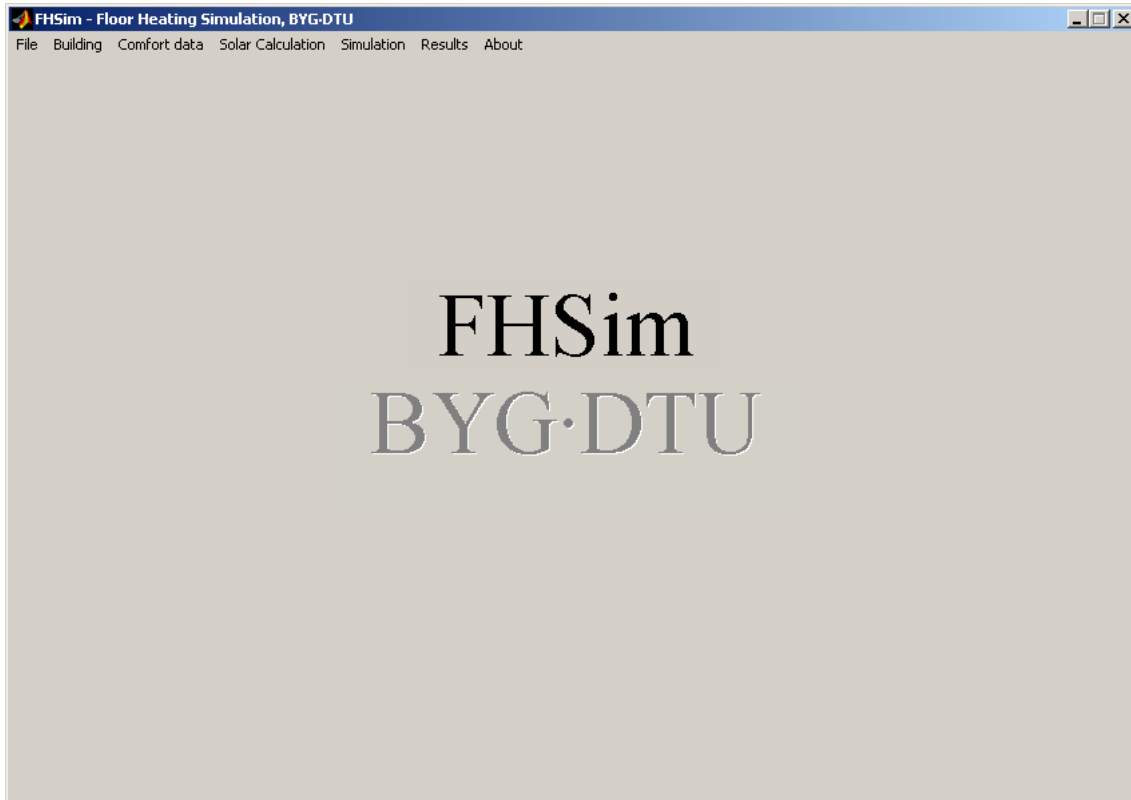 FHSim - Floor Heating Simulation, BYG·DTU
File Building Comfort data Solar Calculation Simulation Results About
FHSim
BYG·DTU